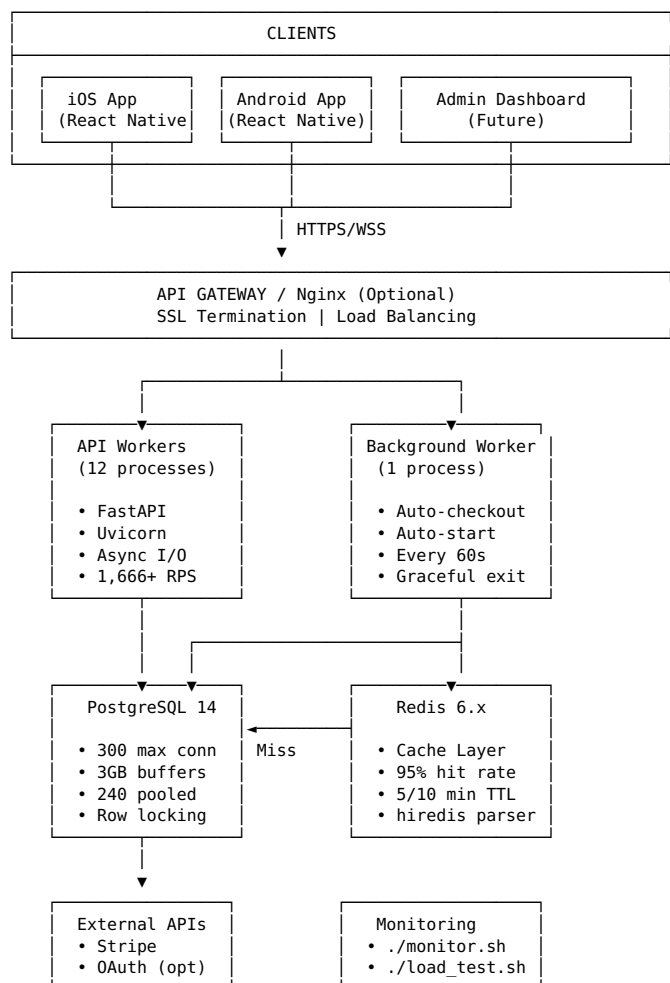 CLIENTS
iOS App
(React Native
Android App
(React Native)
Admin Dashboard
(Future)
HTTPS/WSS
API GATEWAY / Nginx (Optional)
SSL Termination | Load Balancing
API Workers
(12 processes)
• FastAPI
• Uvicorn
• Async I/O
• 1,666+ RPS
Background Worker
(1 process)
• Auto-checkout
• Auto-start
• Every 60s
• Graceful exit
PostgreSQL 14
• 300 max conn
• 3GB buffers
• 240 pooled
• Row locking
Miss
Redis 6.x
• Cache Layer
• 95% hit rate
• 5/10 min TTL
• hiredis parser
External APIs
• Stripe
• OAuth (opt)
Monitoring
• ./monitor.sh
• ./load_test.sh